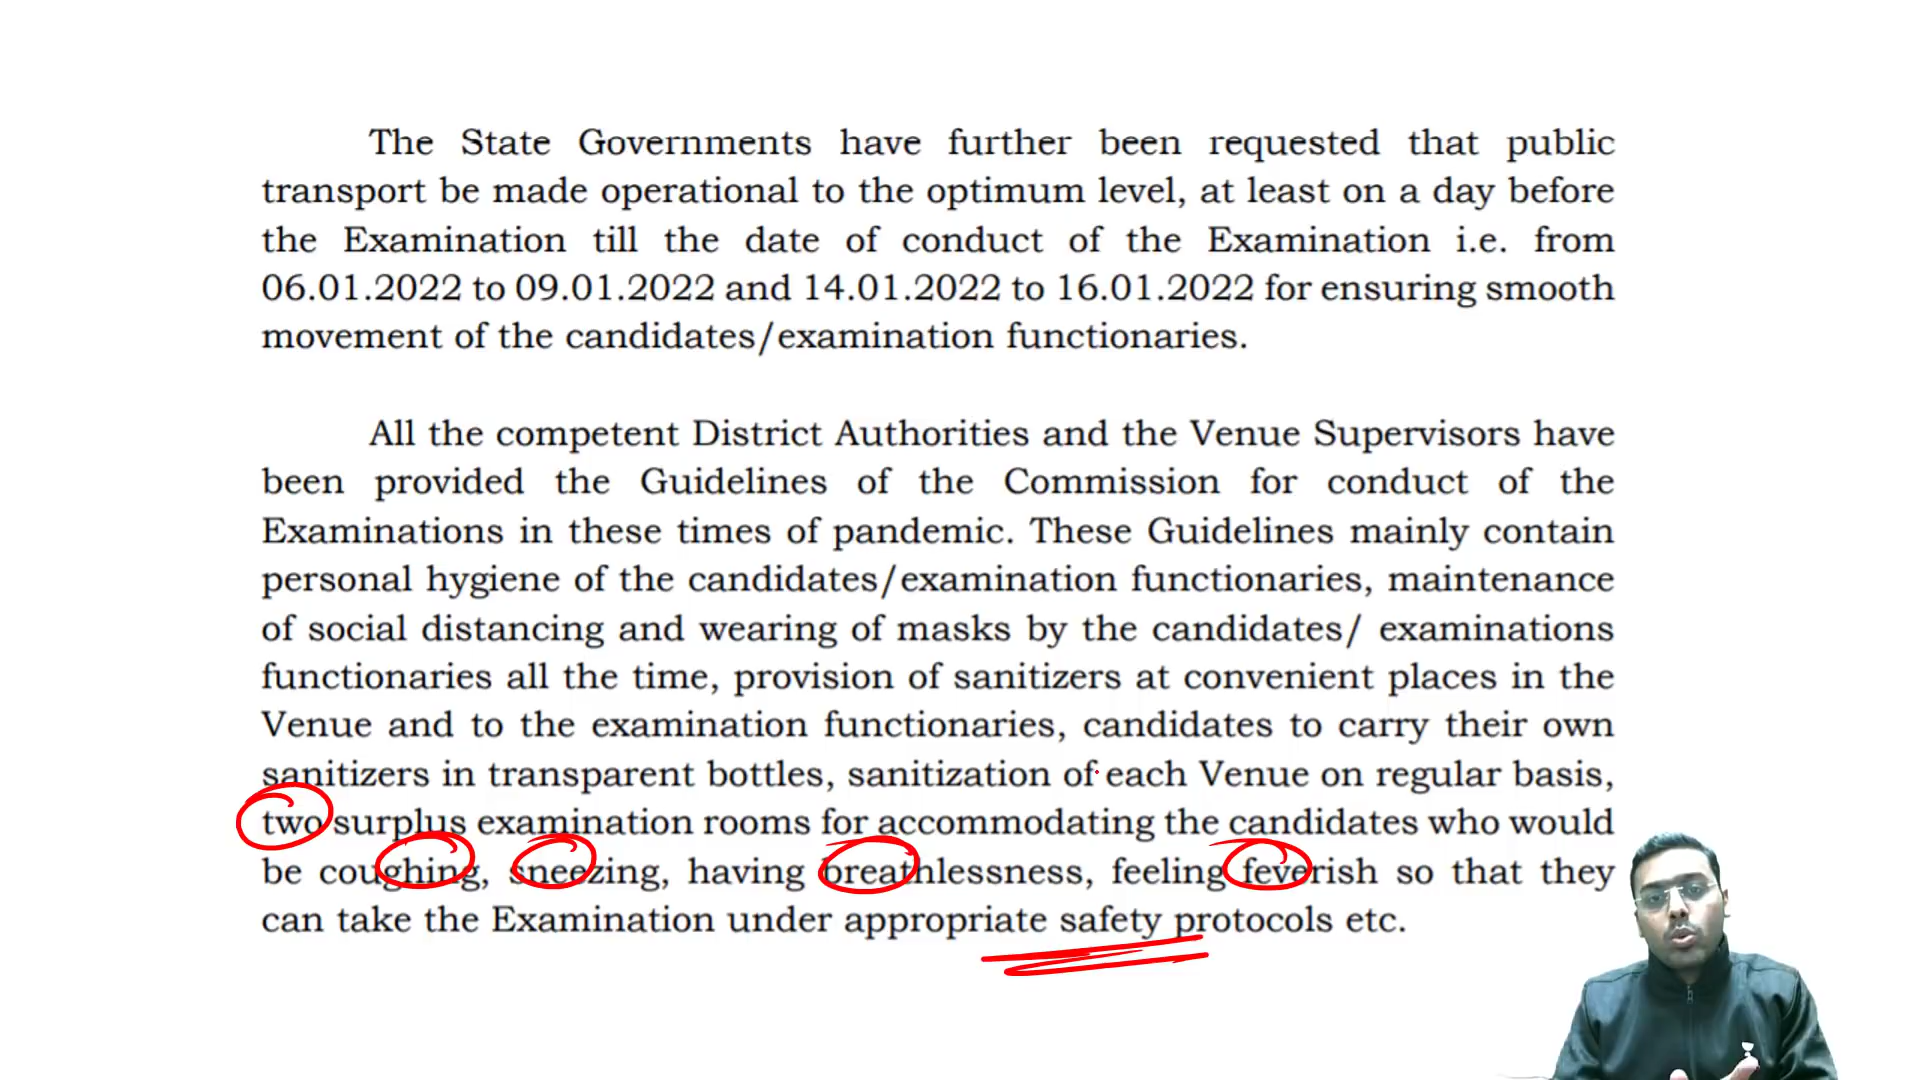 The State Governments have further been requested that public
transport be made operational to the optimum level, at least on a day before
the Examination till the date of conduct of the Examination i.e. from
06.01.2022 to 09.01.2022 and 14.01.2022 to 16.01.2022 for ensuring smooth
movement of the candidates/examination functionaries.
All the competent District Authorities and the Venue Supervisors have
been provided the Guidelines of the Commission for conduct of the
Examinations in these times of pandemic. These Guidelines mainly contain
personal hygiene of the candidates/examination functionaries, maintenance
of social distancing and wearing of masks by the candidates/ examinations
functionaries all the time, provision of sanitizers at convenient places in the
Venue and to the examination functionaries, candidates to carry their own
sanitizers in transparent bottles, sanitization of each Venue on regular basis,
two surplus examination rooms for accommodating the candidates who would
be coughing, sneezing, having breathlessness, feeling feverish so that they
can take the Examination under appropriate safety protocols etc.